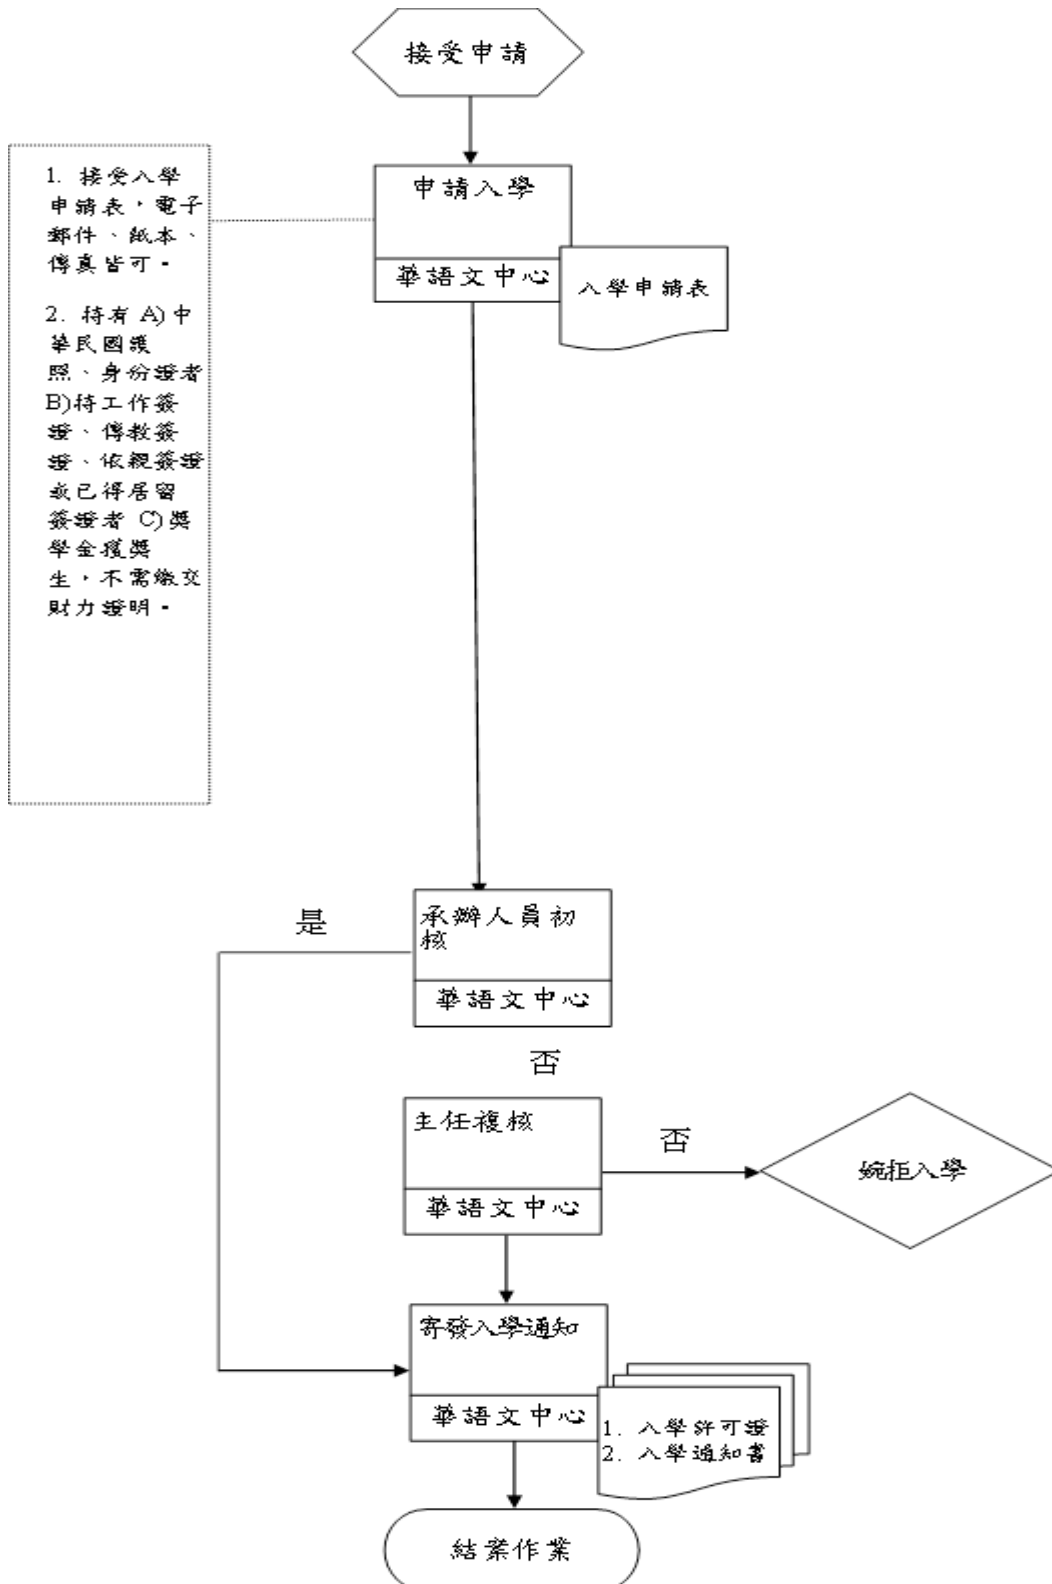 接受申請
申請入學
華語文中心
入學申請表
1. 接受入學
申請表，電子
郵件、紙本、
傳真皆可。
2. 持有 A)中
華民國護
照、身份證者
B)持工作簽
證、傳教簽
證、依親簽證
或已得居留
簽證者 C)獎
學金獲獎
生，不需繳交
財力證明。
是
承辦人員初
核
華語文中心
否
主任複核
華語文中心
否
婉拒入學
寄發入學通知
華語文中心
1. 入學許可證
2. 入學通知書
結案作業